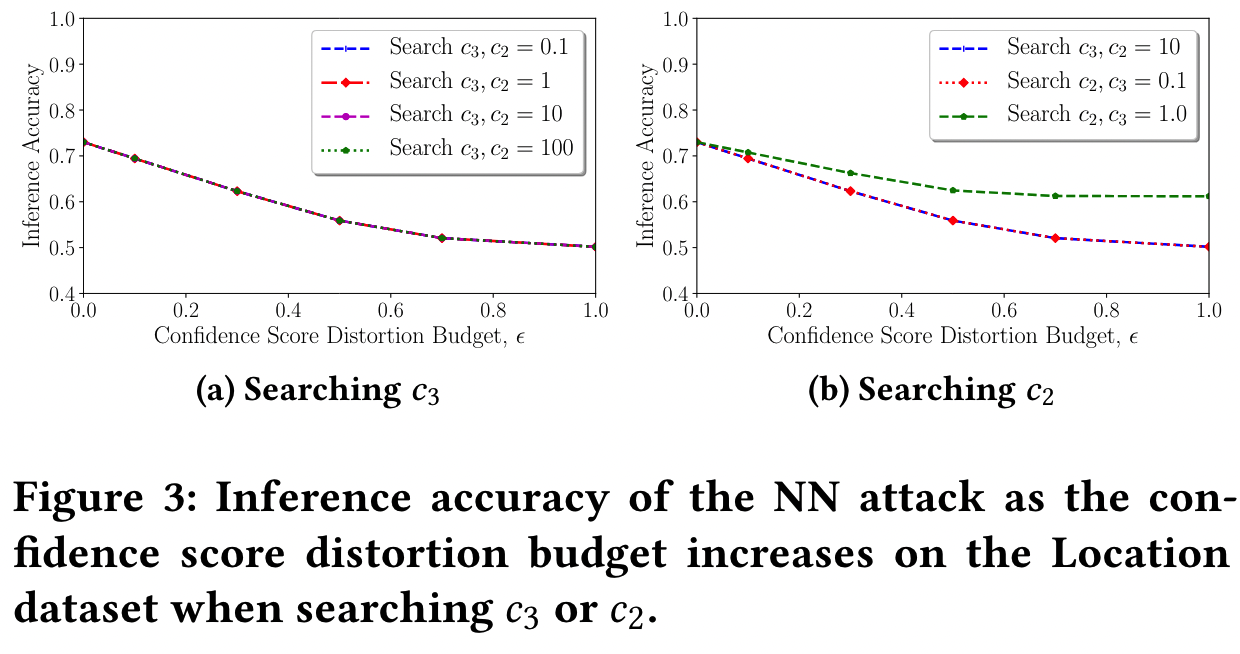 1.0
0.9
0.8
0.7
0.6
0.5
0.4
0.0 0.2 0.4 0.6 0.8 1.0
Inference Accuracy
Confidence Score Distortion Budget, ϵ
Search c₃, c₂ = 0.1
Search c₃, c₂ = 1
Search c₃, c₂ = 10
Search c₃, c₂ = 100
(a) Searching c₃
1.0
0.9
0.8
0.7
0.6
0.5
0.4
0.0 0.2 0.4 0.6 0.8 1.0
Inference Accuracy
Confidence Score Distortion Budget, ϵ
Search c₃, c₂ = 10
Search c₂, c₃ = 0.1
Search c₂, c₃ = 1.0
(b) Searching c₂
Figure 3: Inference accuracy of the NN attack as the con-
fidence score distortion budget increases on the Location
dataset when searching c₃ or c₂.